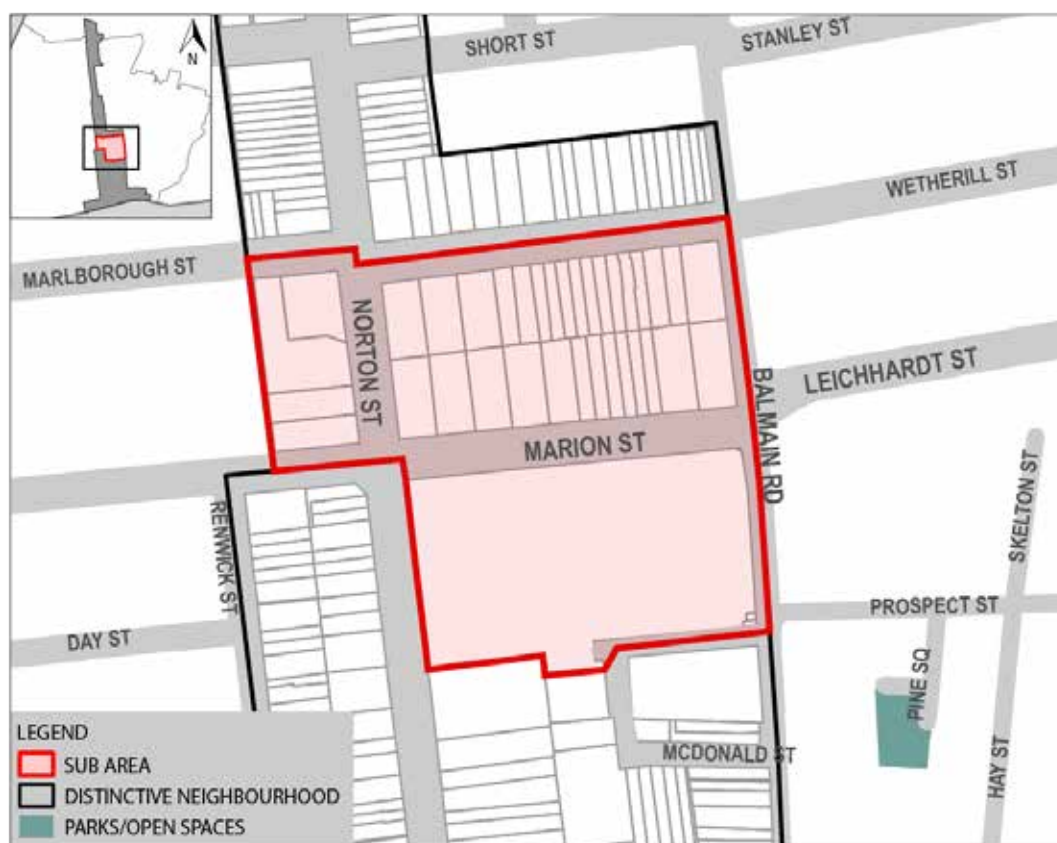 N
SHORT ST
STANLEY ST
WETHERILL ST
MARLBOROUGH ST
NORTON ST
LEICHHARDT ST
BALMAIN RD
MARION ST
SKELTON ST
RENWICK ST
PROSPECT ST
DAY ST
PINE SQ
MCDONALD ST
HAY ST
LEGEND
SUB AREA
DISTINCTIVE NEIGHBOURHOOD
PARKS/OPEN SPACES